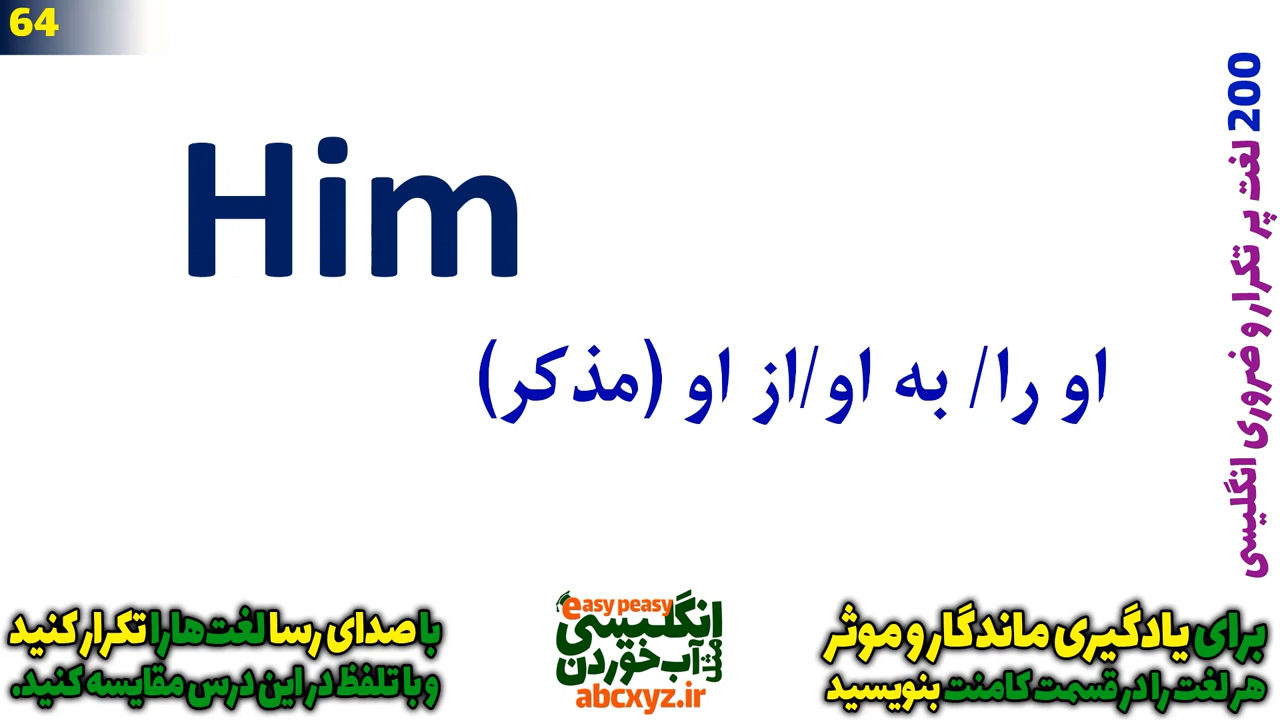 64
Him
او را/ به او/از او (مذکر)
200 لغت پر تکرار و ضروری انگلیسی
برای یادگیری ماندگار و موثر
هر لغت را در قسمت کامنت بنویسید
easy peasy
انگلیسی
مثل آب خوردن
abcxyz.ir
با صدای رسا لغت‌ها را تکرار کنید
و با تلفظ در این درس مقایسه کنید.